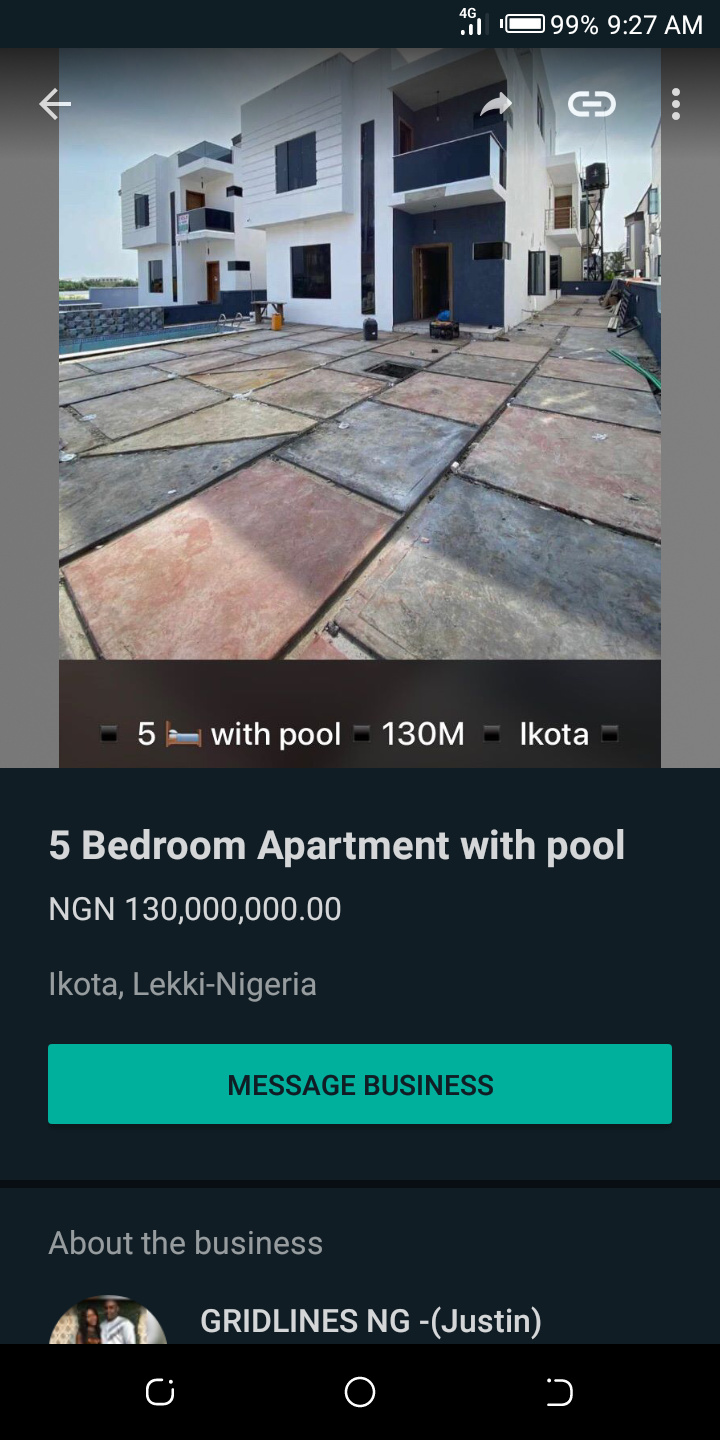 4G 99% 9:27 AM
▪ 5 🛏 with pool ▪ 130M ▪ Ikota ▪
5 Bedroom Apartment with pool
NGN 130,000,000.00
Ikota, Lekki-Nigeria
MESSAGE BUSINESS
About the business
GRIDLINES NG -(Justin)